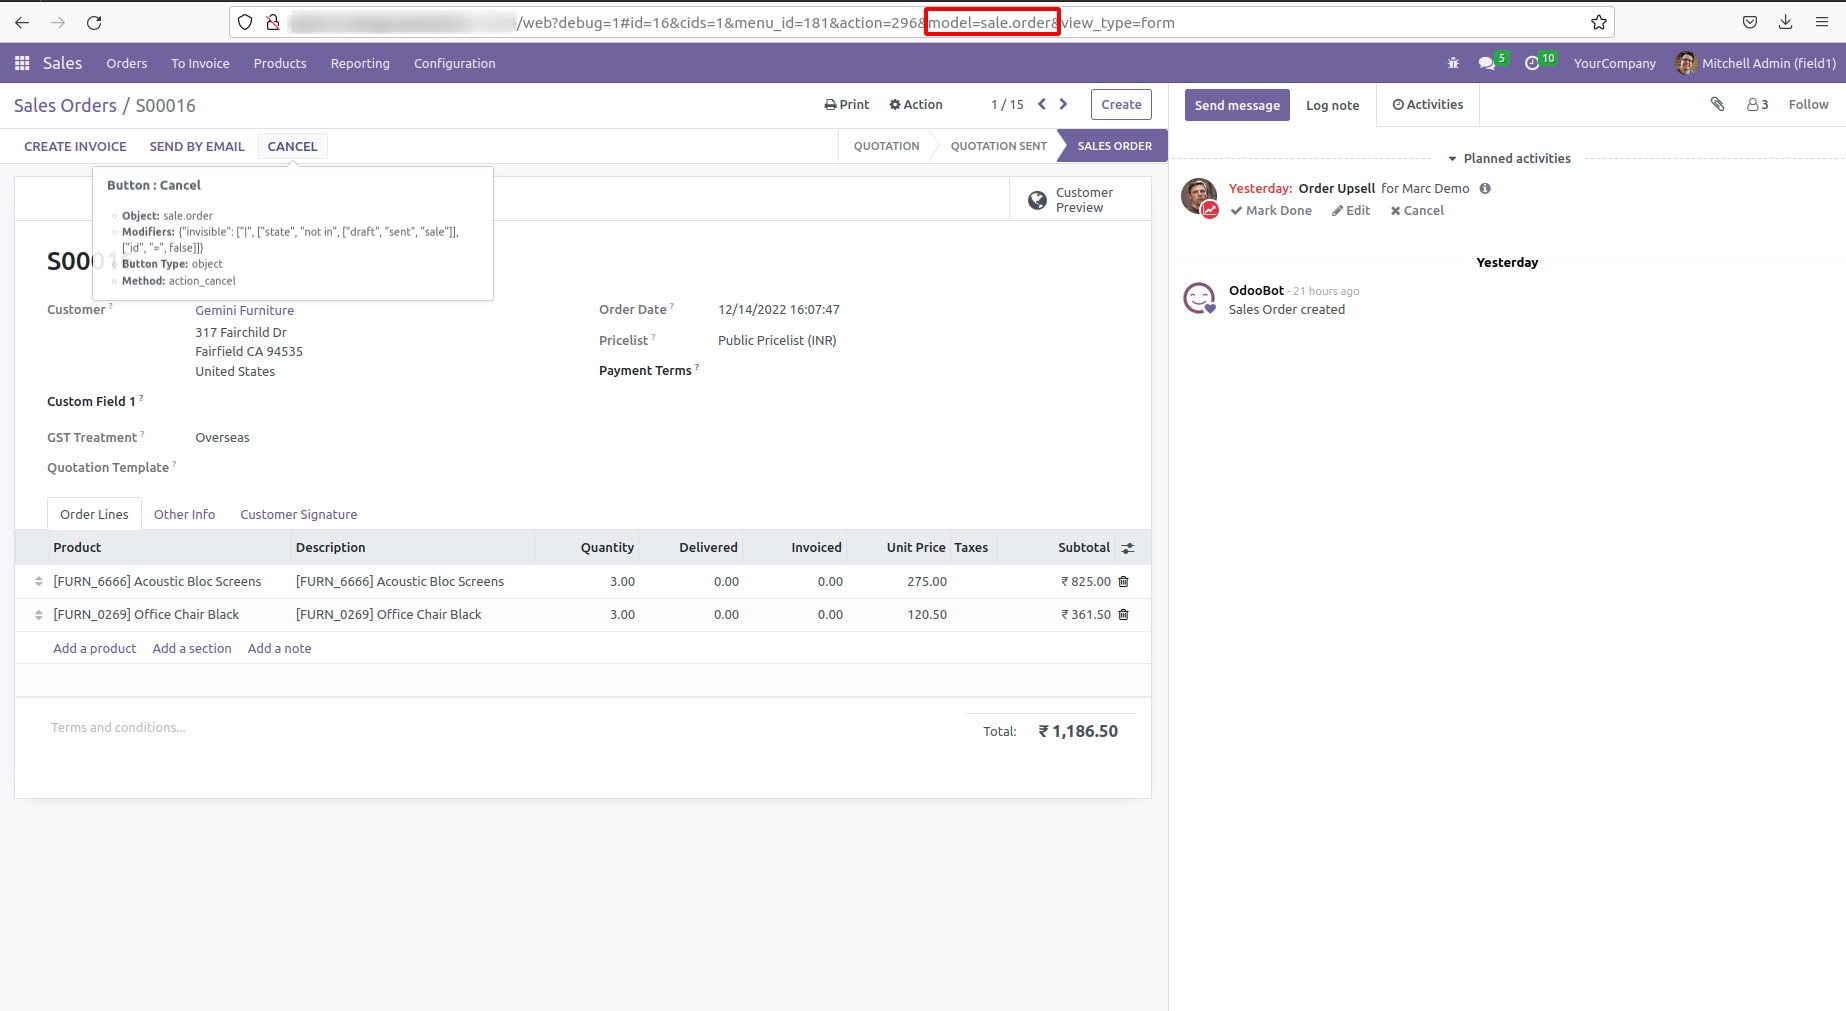 /web?debug=1#id=16&cids=1&menu_id=181&action=296&model=sale.order&view_type=form
Sales Orders To Invoice Products Reporting Configuration 5 10 YourCompany Mitchell Admin (field1)
Sales Orders / S00016 Print Action 1 / 15 Create
Send message Log note Activities 3 Follow
CREATE INVOICE SEND BY EMAIL CANCEL QUOTATION QUOTATION SENT SALES ORDER
Button : Cancel
Object: sale.order
Modifiers: {"invisible": ["|", ["state", "not in", ["draft", "sent", "sale"]],
["id", "=", false]]}
Button Type: object
Method: action_cancel
Customer
Preview
S00016
Customer ? Gemini Furniture
317 Fairchild Dr
Fairfield CA 94535
United States
Order Date ? 12/14/2022 16:07:47
Pricelist ? Public Pricelist (INR)
Payment Terms ?
Custom Field 1 ?
GST Treatment ? Overseas
Quotation Template ?
Order Lines Other Info Customer Signature
Product Description Quantity Delivered Invoiced Unit Price Taxes Subtotal
[FURN_6666] Acoustic Bloc Screens [FURN_6666] Acoustic Bloc Screens 3.00 0.00 0.00 275.00 ₹ 825.00
[FURN_0269] Office Chair Black [FURN_0269] Office Chair Black 3.00 0.00 0.00 120.50 ₹ 361.50
Add a product Add a section Add a note
Terms and conditions...
Total: ₹ 1,186.50
Planned activities
Yesterday: Order Upsell for Marc Demo
Mark Done Edit Cancel
Yesterday
OdooBot - 21 hours ago
Sales Order created